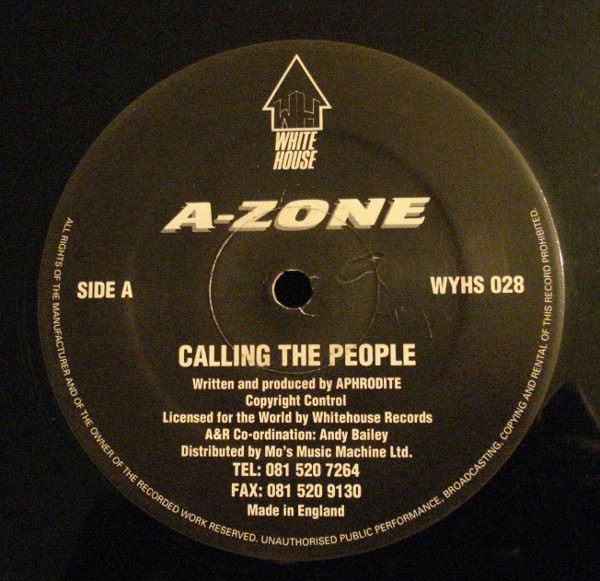 WH
WHITE
HOUSE
A-ZONE
SIDE A
WYHS 028
CALLING THE PEOPLE
Written and produced by APHRODITE
Copyright Control
Licensed for the World by Whitehouse Records
A&R Co-ordination: Andy Bailey
Distributed by Mo's Music Machine Ltd.
TEL: 081 520 7264
FAX: 081 520 9130
Made in England
ALL RIGHTS OF THE MANUFACTURER AND OF THE OWNER OF THE RECORDED WORK RESERVED. UNAUTHORISED PUBLIC PERFORMANCE, BROADCASTING, COPYING AND RENTAL OF THIS RECORD PROHIBITED.